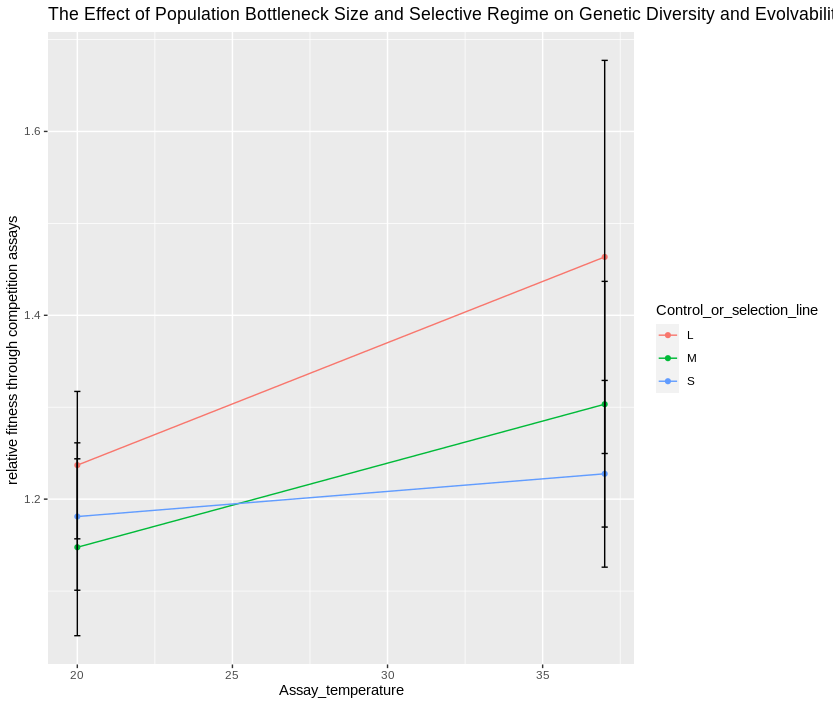 The Effect of Population Bottleneck Size and Selective Regime on Genetic Diversity and Evolvabilit
relative fitness through competition assays
1.6
1.4
1.2
20 25 30 35
Assay_temperature
Control_or_selection_line
L
M
S